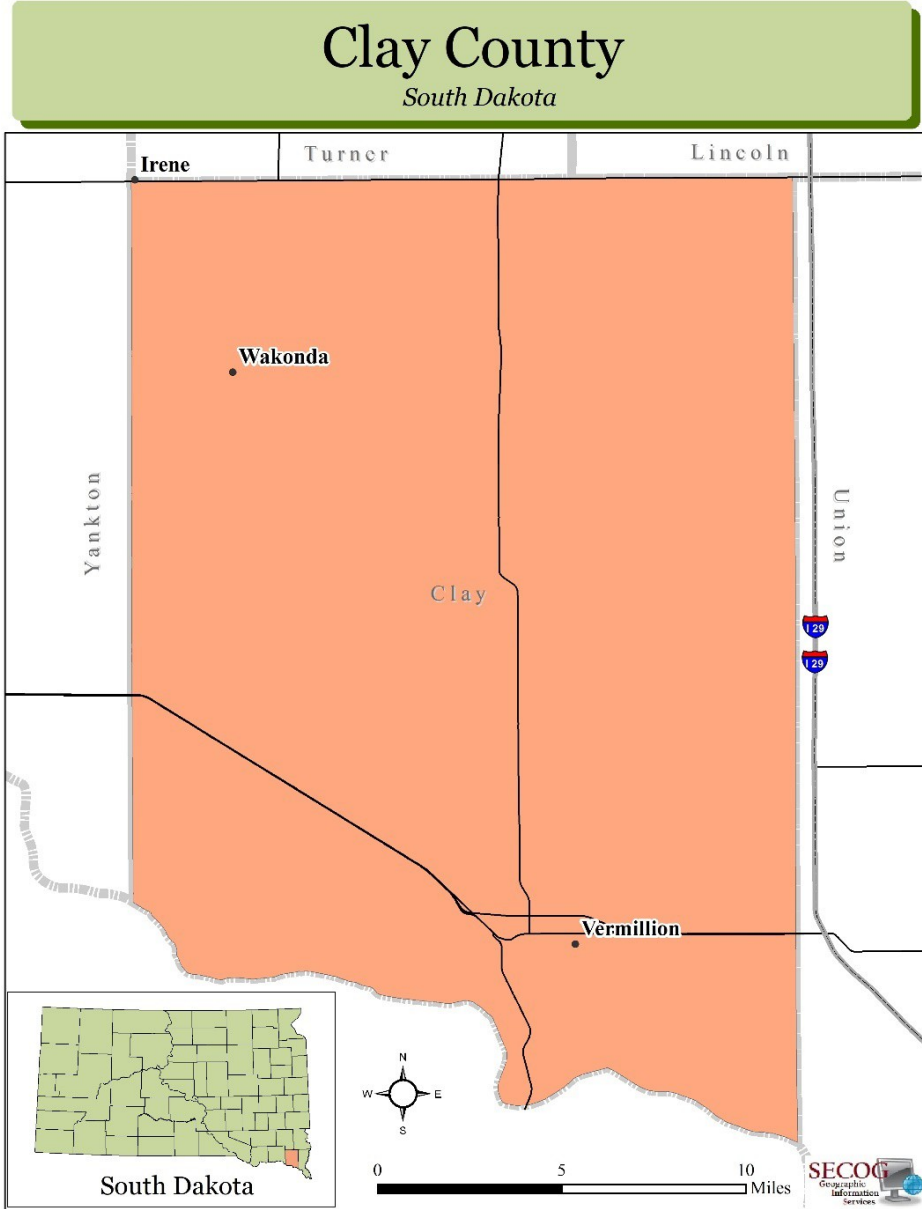 Clay County
South Dakota
Turner
Lincoln
Irene
Wakonda
Yankton
Union
Clay
I 29
I 29
Vermillion
N
W E
S
South Dakota
0 5 10
Miles
SECOG
Geographic
Information
Services